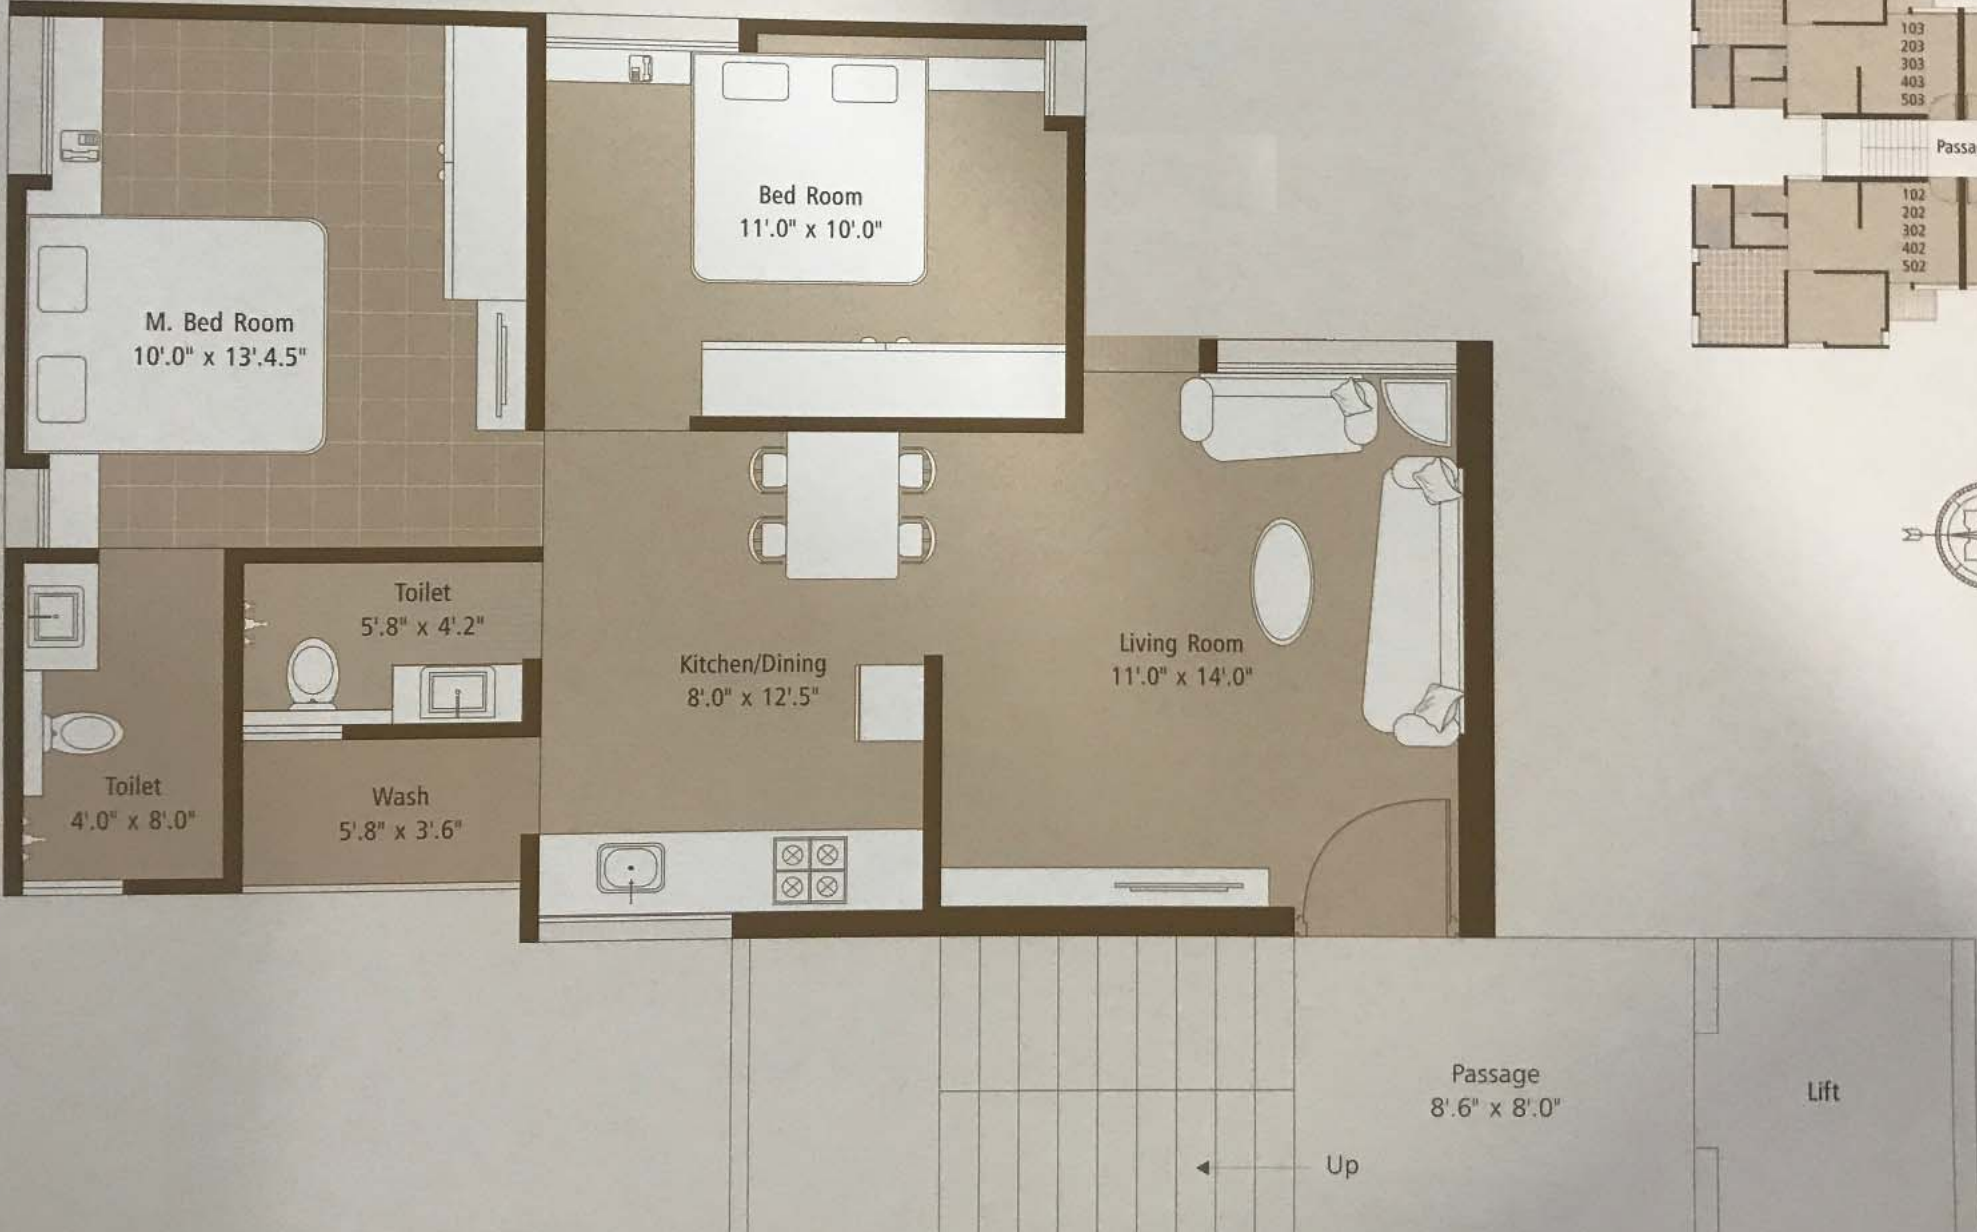 103
203
303
403
503
Passa
102
202
302
402
502
Bed Room
11'.0" x 10'.0"
M. Bed Room
10'.0" x 13'.4.5"
Toilet
5'.8" x 4'.2"
Kitchen/Dining
8'.0" x 12'.5"
Living Room
11'.0" x 14'.0"
Toilet
4'.0" x 8'.0"
Wash
5'.8" x 3'.6"
Passage
8'.6" x 8'.0"
Lift
Up